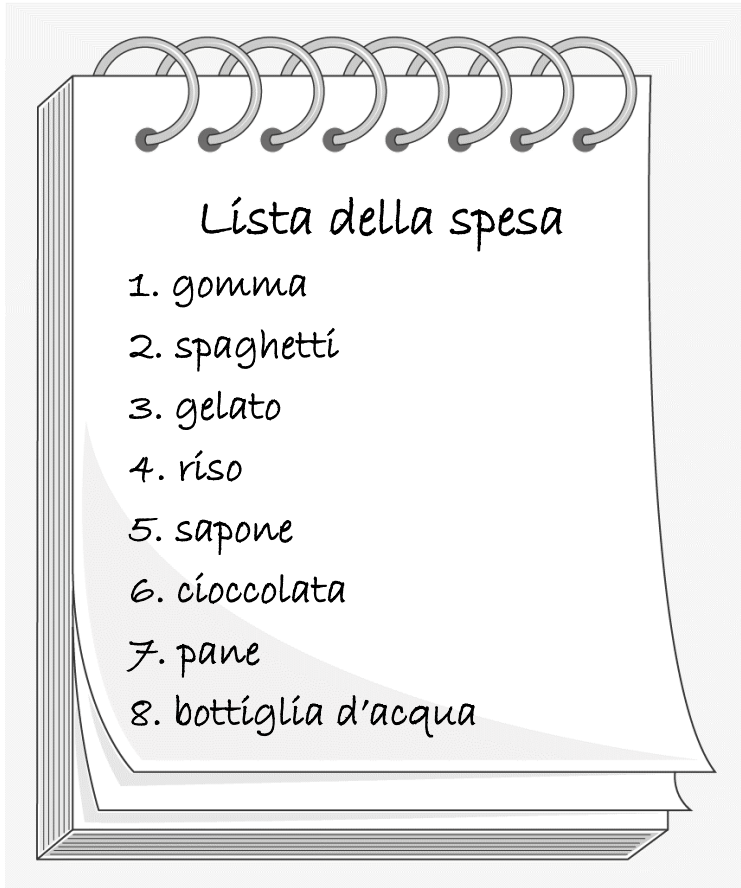 Lista della spesa
1. gomma
2. spaghetti
3. gelato
4. riso
5. sapone
6. cioccolata
7. pane
8. bottiglia d'acqua